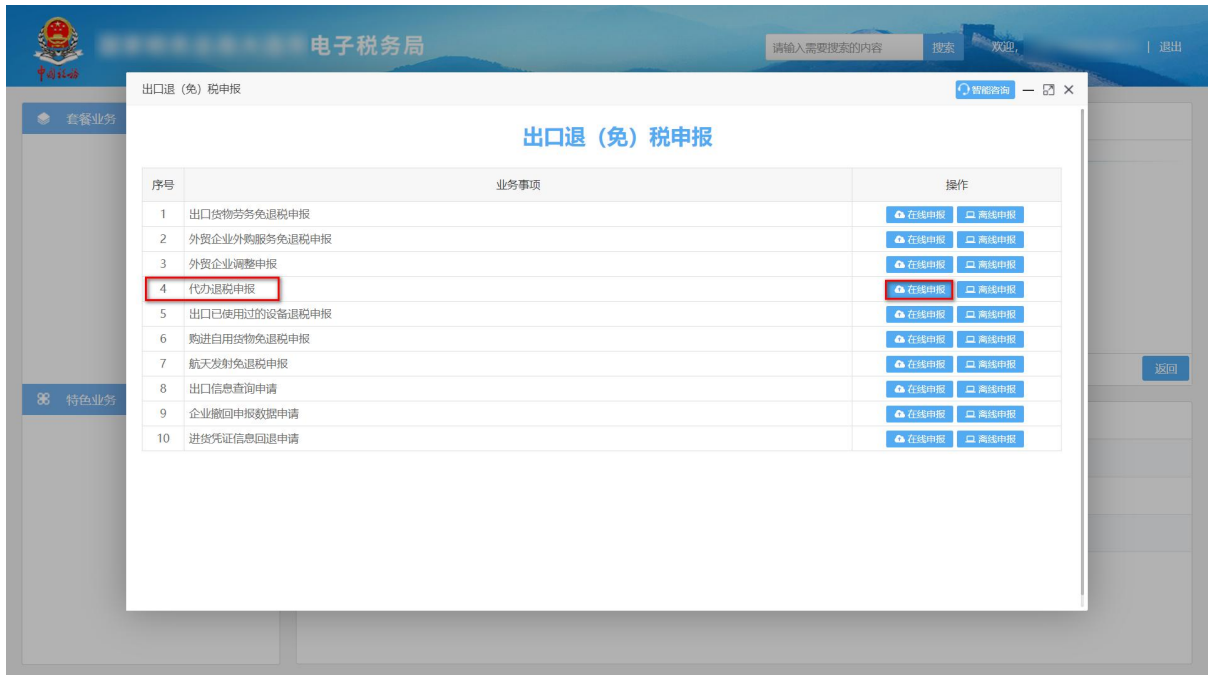 电子税务局
请输入需要搜索的内容 搜索 欢迎, | 退出
中国税务
出口退（免）税申报 智能咨询
套餐业务
出口退（免）税申报
序号 业务事项 操作
1 出口货物劳务免退税申报 在线申报 离线申报
2 外贸企业外购服务免退税申报 在线申报 离线申报
3 外贸企业调整申报 在线申报 离线申报
4 代办退税申报 在线申报 离线申报
5 出口已使用过的设备退税申报 在线申报 离线申报
6 购进自用货物免退税申报 在线申报 离线申报
7 航天发射免退税申报 在线申报 离线申报
返回
8 出口信息查询申请 在线申报 离线申报
特色业务
9 企业撤回申报数据申请 在线申报 离线申报
10 进货凭证信息回退申请 在线申报 离线申报